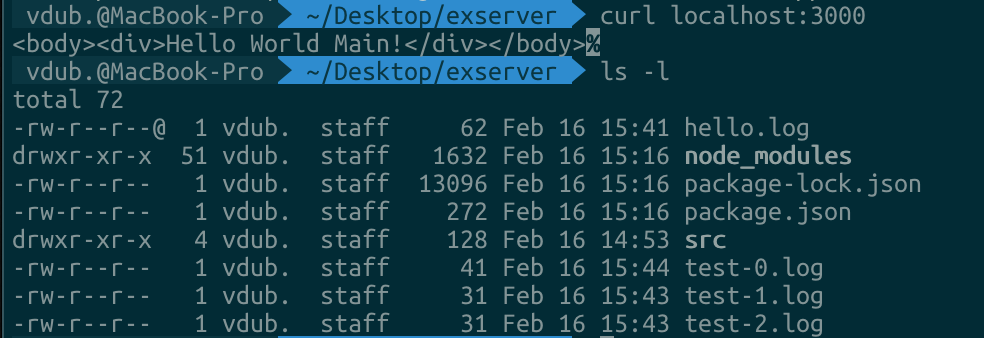 vdub.@MacBook-Pro ~/Desktop/exserver curl localhost:3000
<body><div>Hello World Main!</div></body>%
vdub.@MacBook-Pro ~/Desktop/exserver ls -l
total 72
-rw-r--r--@ 1 vdub. staff 62 Feb 16 15:41 hello.log
drwxr-xr-x 51 vdub. staff 1632 Feb 16 15:16 node_modules
-rw-r--r-- 1 vdub. staff 13096 Feb 16 15:16 package-lock.json
-rw-r--r-- 1 vdub. staff 272 Feb 16 15:16 package.json
drwxr-xr-x 4 vdub. staff 128 Feb 16 14:53 src
-rw-r--r-- 1 vdub. staff 41 Feb 16 15:44 test-0.log
-rw-r--r-- 1 vdub. staff 31 Feb 16 15:43 test-1.log
-rw-r--r-- 1 vdub. staff 31 Feb 16 15:43 test-2.log